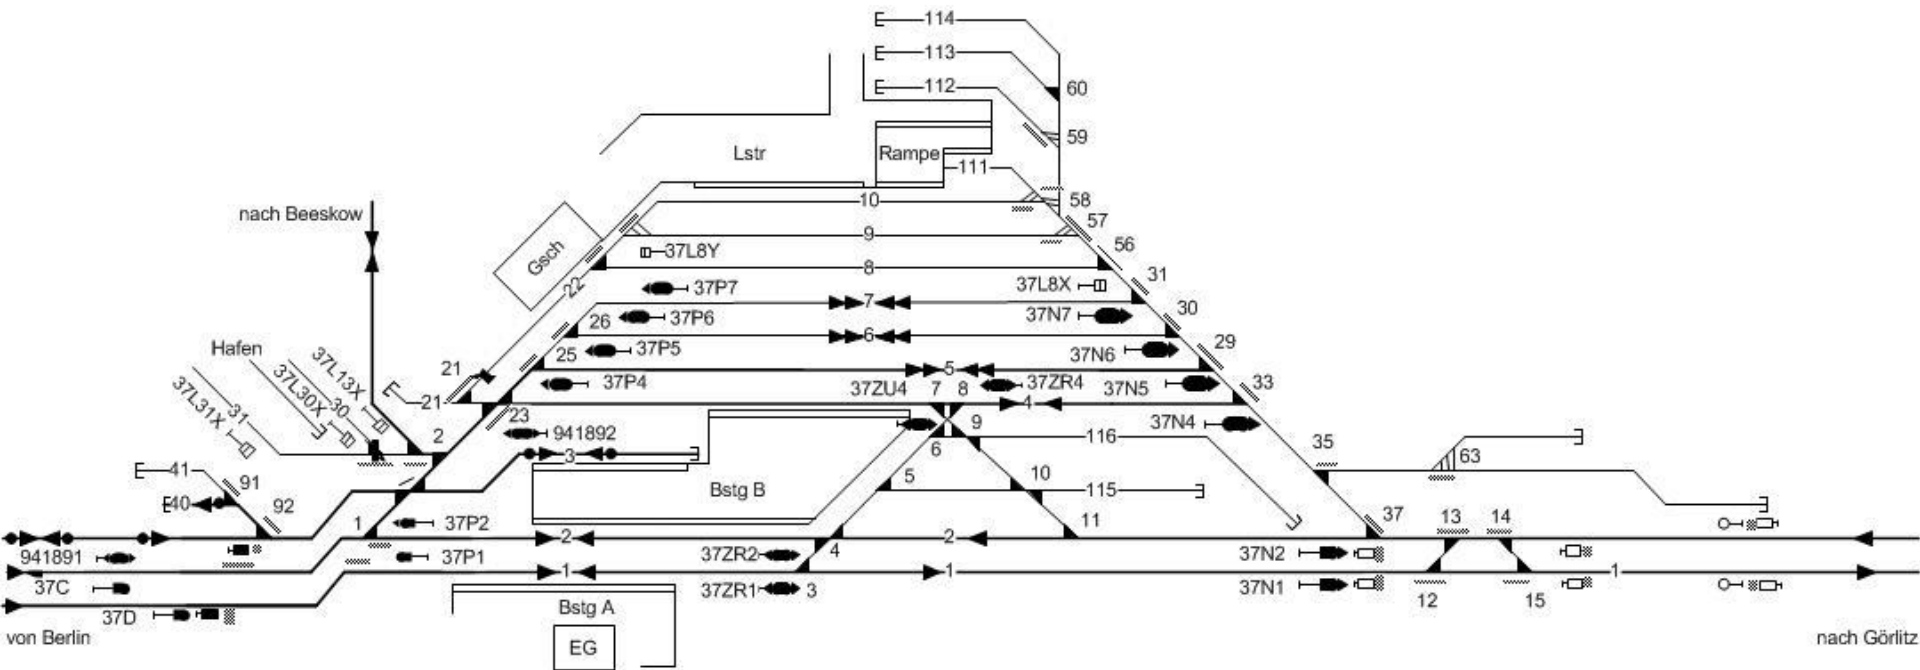 114
113
60
112
59
Lstr
Rampe
111
10
58
nach Beeskow
57
9
56
Gsch
37L8Y
8
31
22
37L8X
37P7
7
30
26
37P6
37N7
6
29
Hafen
25
37P5
37N6
37L13X
21
5
33
37P4
37ZU4
7
8
37ZR4
37N5
37L30X
30
37L31X
31
21
4
23
37N4
2
941892
9
116
35
6
3
63
41
91
5
10
Bstg B
115
40
92
1
37P2
11
37
13
14
2
2
941891
37P1
37ZR2
4
37N2
1
1
1
37C
37ZR1
3
37N1
12
15
37D
Bstg A
von Berlin
EG
nach Görlitz